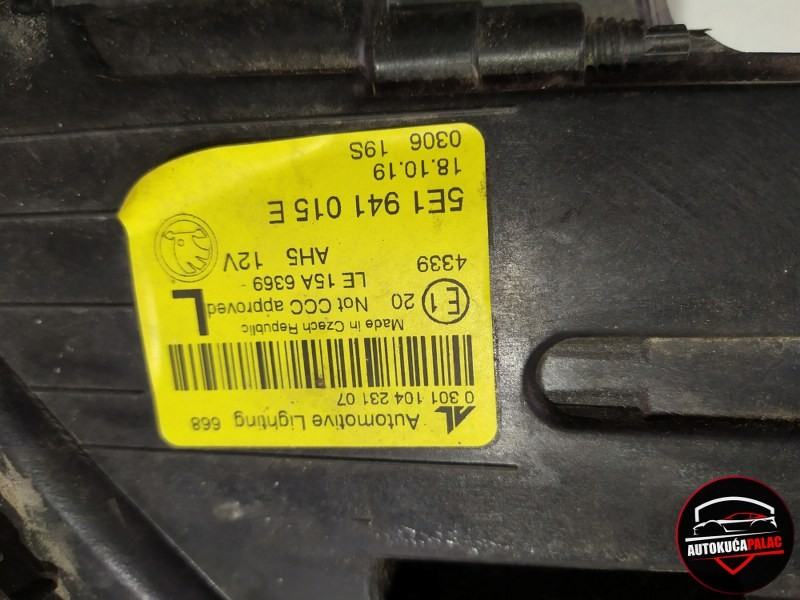 Automotive Lighting 668
0 301 104 231 07
Made in Czech Republic
Not CCC approved
L
E1 20
LE 15A 6369
4339
AH5 12V
5E1 941 015 E
18.10.19
0306 19S
AUTOKUĆAPALAC